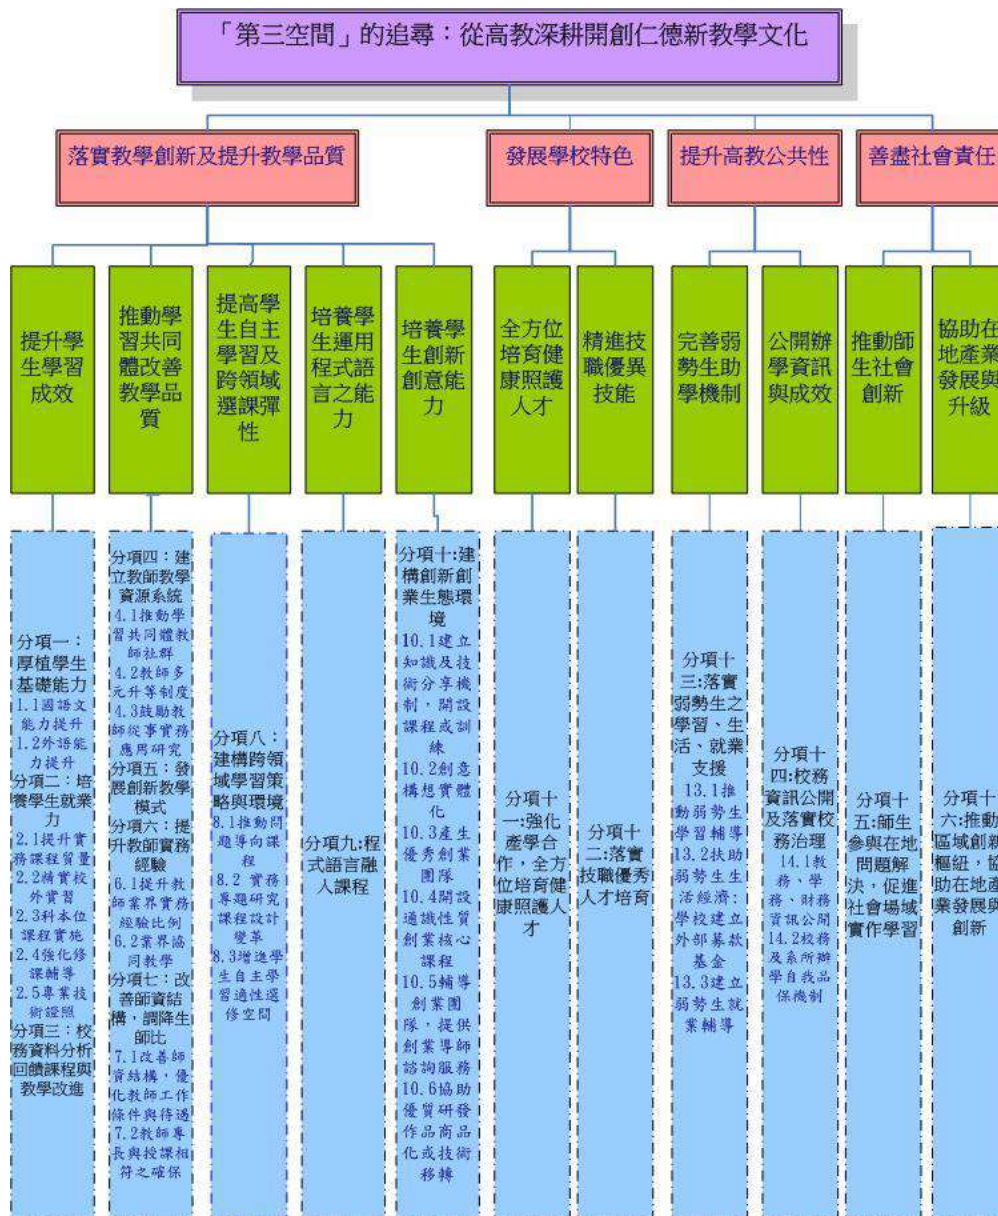 「第三空間」的追尋：從高教深耕開創仁德新教學文化
落實教學創新及提升教學品質
發展學校特色
提升高教公共性
善盡社會責任
提升學
生學習
成效
推動學
習共同
體改善
教學品
質
提高學
生自主
學習及
跨領域
選課彈
性
培養學
生運用
程式語
言之能
力
培養學
生創新
創意能
力
全方位
培育健
康照護
人才
精進技
職優異
技能
完善弱
勢生助
學機制
公開辦
學資訊
與成效
推動師
生社會
創新
協助在
地產業
發展與
升級
分項一：
厚植學生
基礎能力
1.1國語文
能力提升
1.2外語能
力提升
分項二：培
養學生就業
力
2.1提升實
務課程質量
2.2精實校
外實習
2.3科本位
課程實施
2.4強化修
課輔導
2.5專業技
術證照
分項三：校
務資料分析
回饋課程與
教學改進
分項四：建
立教師教學
資源系統
4.1推動學
習共同體教
師社群
4.2教師多
元升等制度
4.3鼓勵教
師從事實務
應用研究
分項五：發
展創新教學
模式
分項六：提
升教師實務
經驗
6.1提升教
師業界實務
經驗比例
6.2業界協
同教學
分項七：改
善師資結
構，調降生
師比
7.1改善師
資結構，優
化教師工作
條件與待遇
7.2教師專
長與授課相
符之確保
分項八：
建構跨領
域學習策
略與環境
8.1推動問
題導向課
程
8.2 實務
專題研究
課程設計
變革
8.3增進學
生自主學
習適性選
修空間
分項九:程
式語言融
入課程
分項十:建
構創新創
業生態環
境
10.1建立
知識及技
術分享機
制，開設
課程或訓
練
10.2創意
構想實體
化
10.3產生
優秀創業
團隊
10.4開設
通識性質
創業核心
課程
10.5輔導
創業團
隊，提供
創業導師
諮詢服務
10.6協助
優質研發
作品商品
化或技術
移轉
分項十
一:強化
產學合
作，全方
位培育健
康照護人
才
分項十
二:落實
技職優秀
人才培育
分項十
三:落實
弱勢生之
學習、生
活、就業
支援
13.1推
動弱勢生
學習輔導
13.2扶助
弱勢生生
活經濟:
學校建立
外部募款
基金
13.3建立
弱勢生就
業輔導
分項十
四:校務
資訊公開
及落實校
務治理
14.1教
務、學
務、財務
資訊公開
14.2校務
及系所辦
學自我品
保機制
分項十
五:師生
參與在地
問題解
決，促進
社會場域
實作學習
分項十
六:推動
區域創新
樞紐，協
助在地產
業發展與
創新